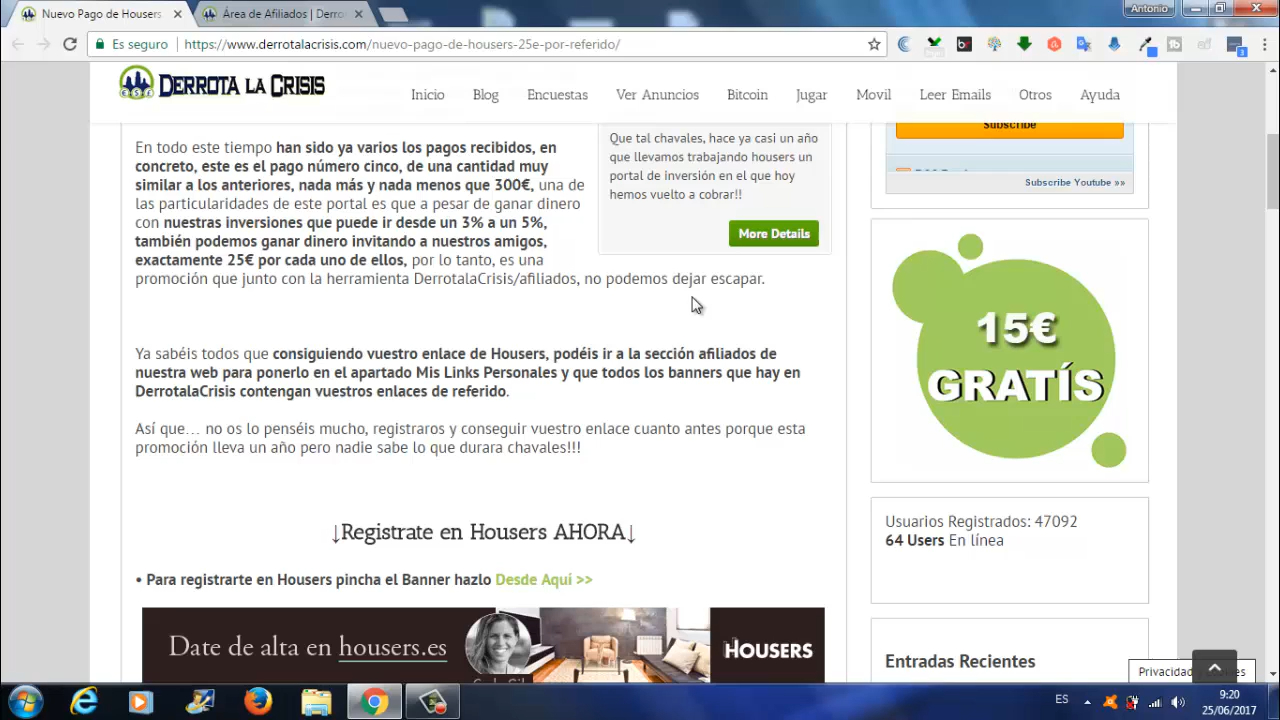 Nuevo Pago de Housers
Área de Afiliados | Derro
Antonio
Es seguro
https://www.derrotalacrisis.com/nuevo-pago-de-housers-25e-por-referido/
DERROTA LA CRISIS
Inicio
Blog
Encuestas
Ver Anuncios
Bitcoin
Jugar
Movil
Leer Emails
Otros
Ayuda
En todo este tiempo han sido ya varios los pagos recibidos, en
concreto, este es el pago número cinco, de una cantidad muy
similar a los anteriores, nada más y nada menos que 300€, una de
las particularidades de este portal es que a pesar de ganar dinero
con nuestras inversiones que puede ir desde un 3% a un 5%,
también podemos ganar dinero invitando a nuestros amigos,
exactamente 25€ por cada uno de ellos, por lo tanto, es una
promoción que junto con la herramienta DerrotalaCrisis/afiliados, no podemos dejar escapar.
Que tal chavales, hace ya casi un año
que llevamos trabajando housers un
portal de inversión en el que hoy
hemos vuelto a cobrar!!
More Details
Ya sabéis todos que consiguiendo vuestro enlace de Housers, podéis ir a la sección afiliados de
nuestra web para ponerlo en el apartado Mis Links Personales y que todos los banners que hay en
DerrotalaCrisis contengan vuestros enlaces de referido.
Así que… no os lo penséis mucho, registraros y conseguir vuestro enlace cuanto antes porque esta
promoción lleva un año pero nadie sabe lo que durara chavales!!!
↓Registrate en Housers AHORA↓
• Para registrarte en Housers pincha el Banner hazlo Desde Aquí >>
Date de alta en housers.es
HOUSERS
Subscribe
Subscribe Youtube »»
15€
GRATÍS
Usuarios Registrados: 47092
64 Users En línea
Entradas Recientes
Privacidad y Cookies
ES
9:20
25/06/2017